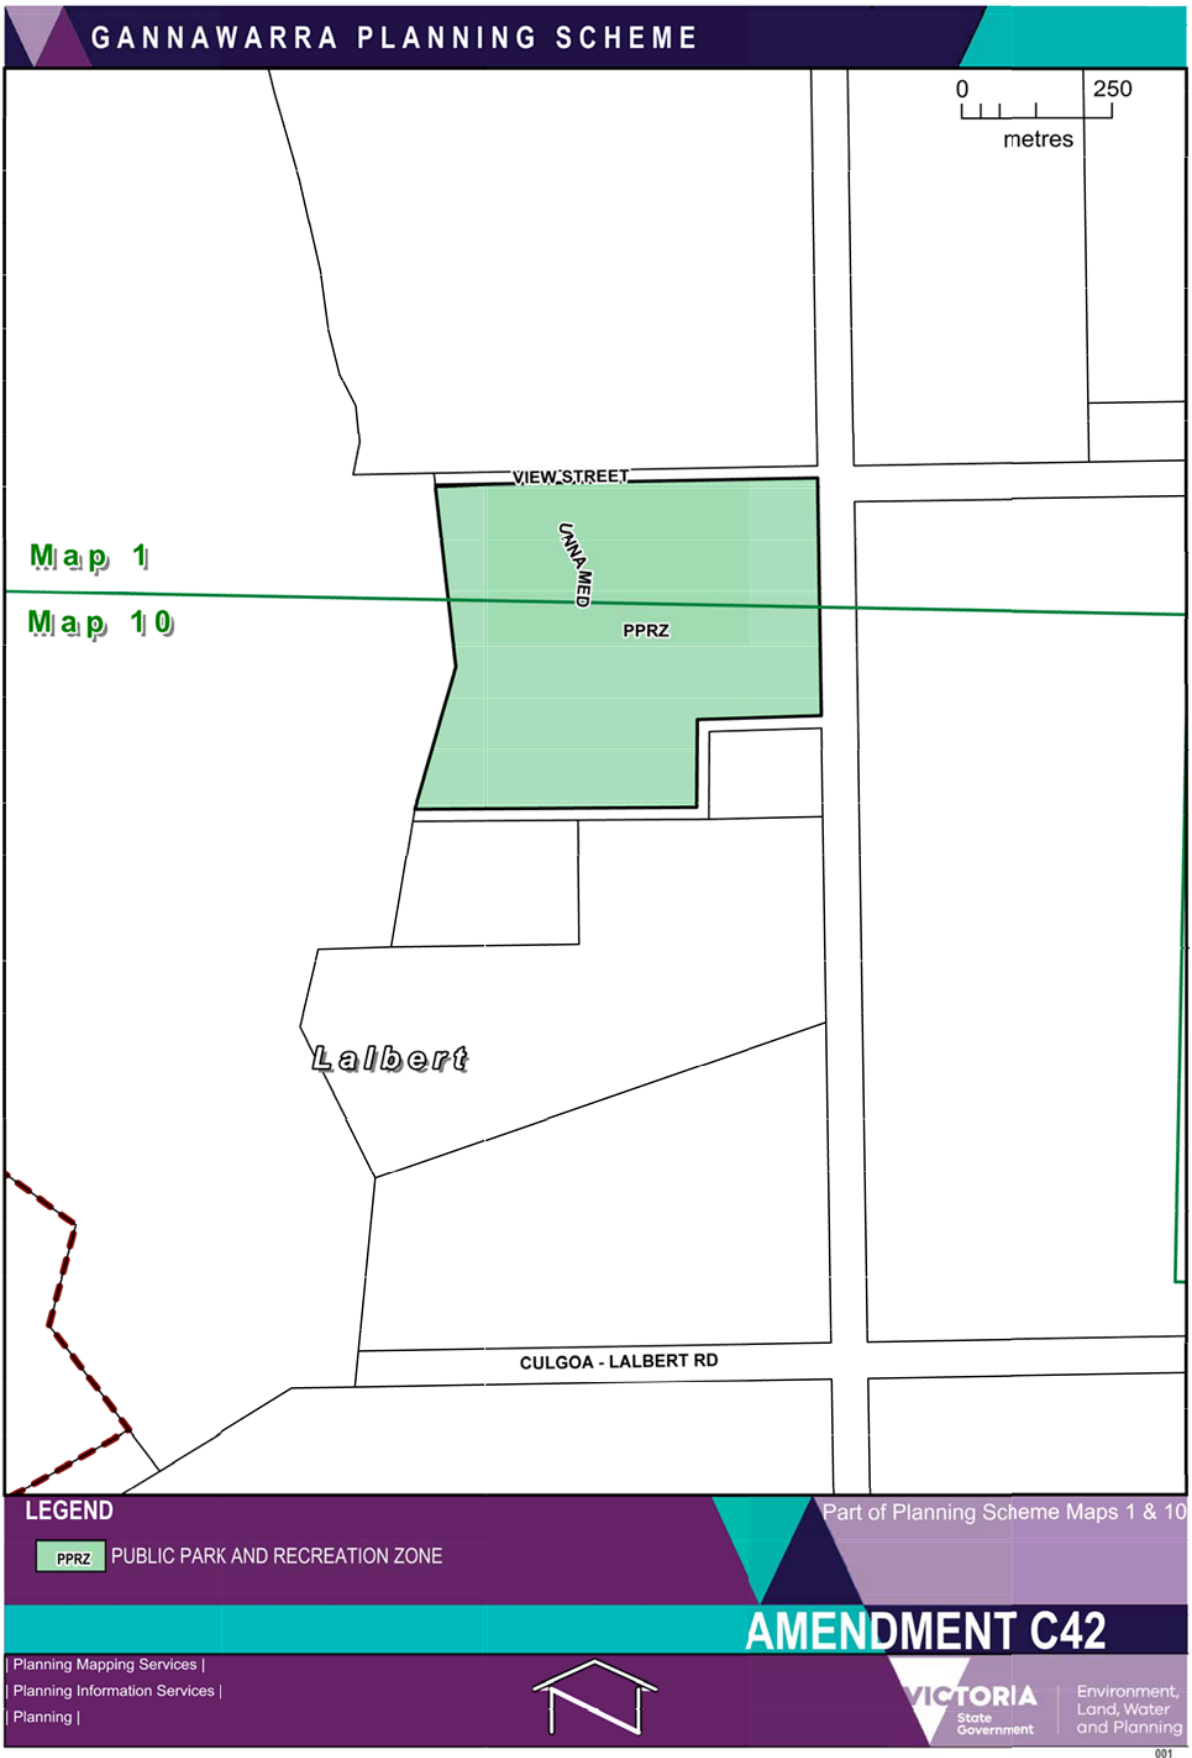 GANNAWARRA PLANNING SCHEME
0 250
metres
VIEW STREET
UNNAMED
Map 1
Map 10
PPRZ
Lalbert
CULGOA - LALBERT RD
LEGEND
Part of Planning Scheme Maps 1 & 10
PPRZ PUBLIC PARK AND RECREATION ZONE
AMENDMENT C42
| Planning Mapping Services |
| Planning Information Services |
| Planning |
N
VICTORIA
State
Government
Environment,
Land, Water
and Planning
001